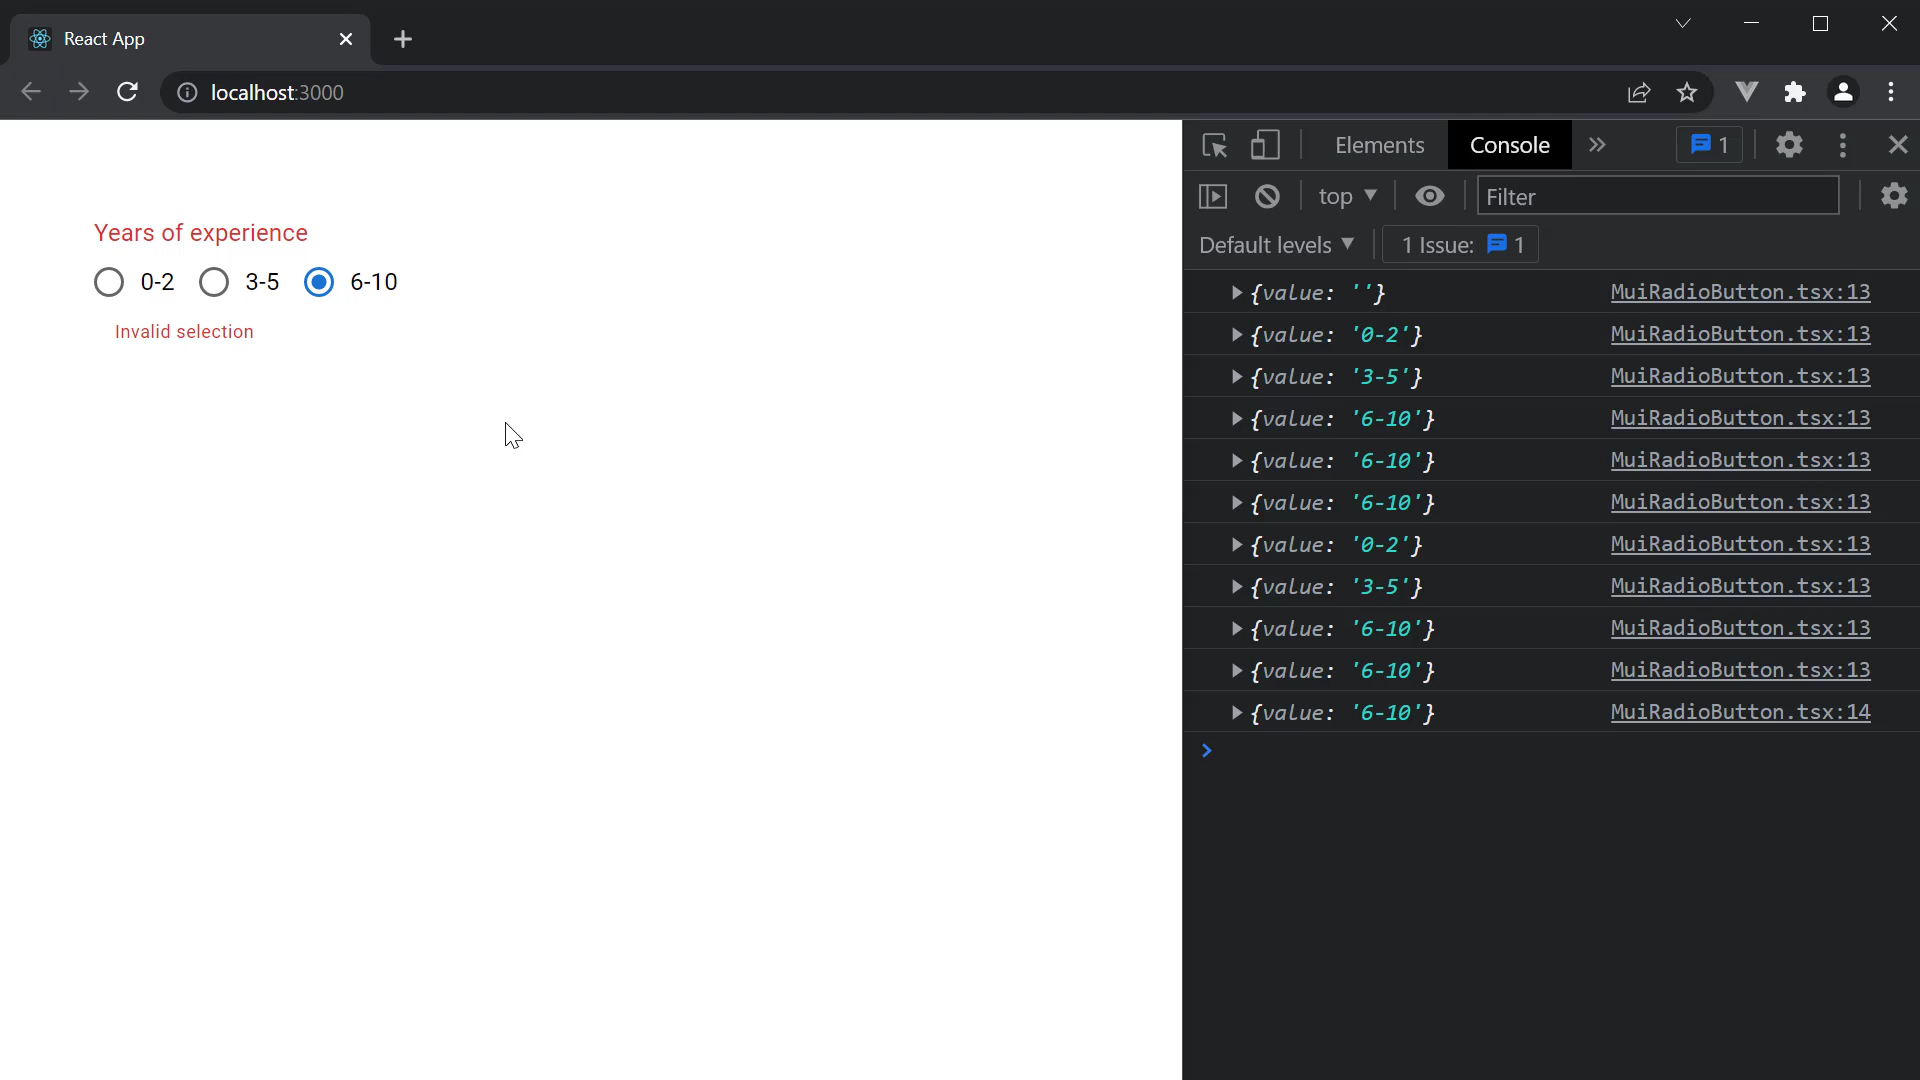 React App
localhost:3000
Elements Console 1
top Filter
Default levels 1 Issue: 1
Years of experience
0-2 3-5 6-10
Invalid selection
{value: ''} MuiRadioButton.tsx:13
{value: '0-2'} MuiRadioButton.tsx:13
{value: '3-5'} MuiRadioButton.tsx:13
{value: '6-10'} MuiRadioButton.tsx:13
{value: '6-10'} MuiRadioButton.tsx:13
{value: '6-10'} MuiRadioButton.tsx:13
{value: '0-2'} MuiRadioButton.tsx:13
{value: '3-5'} MuiRadioButton.tsx:13
{value: '6-10'} MuiRadioButton.tsx:13
{value: '6-10'} MuiRadioButton.tsx:13
{value: '6-10'} MuiRadioButton.tsx:14